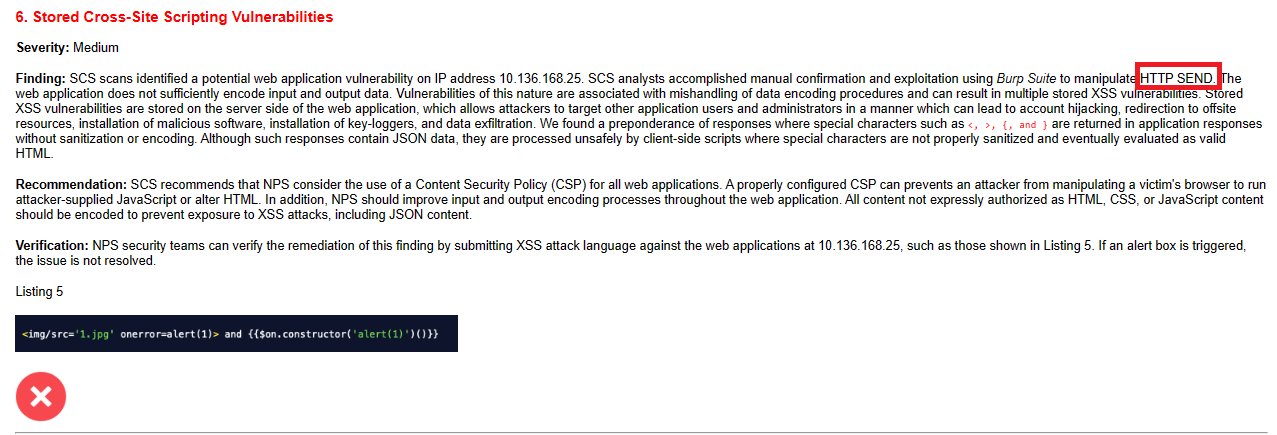 6. Stored Cross-Site Scripting Vulnerabilities
Severity: Medium
Finding: SCS scans identified a potential web application vulnerability on IP address 10.136.168.25. SCS analysts accomplished manual confirmation and exploitation using Burp Suite to manipulate HTTP SEND. The
web application does not sufficiently encode input and output data. Vulnerabilities of this nature are associated with mishandling of data encoding procedures and can result in multiple stored XSS vulnerabilities. Stored
XSS vulnerabilities are stored on the server side of the web application, which allows attackers to target other application users and administrators in a manner which can lead to account hijacking, redirection to offsite
resources, installation of malicious software, installation of key-loggers, and data exfiltration. We found a preponderance of responses where special characters such as <, >, {, and } are returned in application responses
without sanitization or encoding. Although such responses contain JSON data, they are processed unsafely by client-side scripts where special characters are not properly sanitized and eventually evaluated as valid
HTML.
Recommendation: SCS recommends that NPS consider the use of a Content Security Policy (CSP) for all web applications. A properly configured CSP can prevents an attacker from manipulating a victim's browser to run
attacker-supplied JavaScript or alter HTML. In addition, NPS should improve input and output encoding processes throughout the web application. All content not expressly authorized as HTML, CSS, or JavaScript content
should be encoded to prevent exposure to XSS attacks, including JSON content.
Verification: NPS security teams can verify the remediation of this finding by submitting XSS attack language against the web applications at 10.136.168.25, such as those shown in Listing 5. If an alert box is triggered,
the issue is not resolved.
Listing 5
<img/src='1.jpg' onerror=alert(1)> and {{$on.constructor('alert(1)')()}}